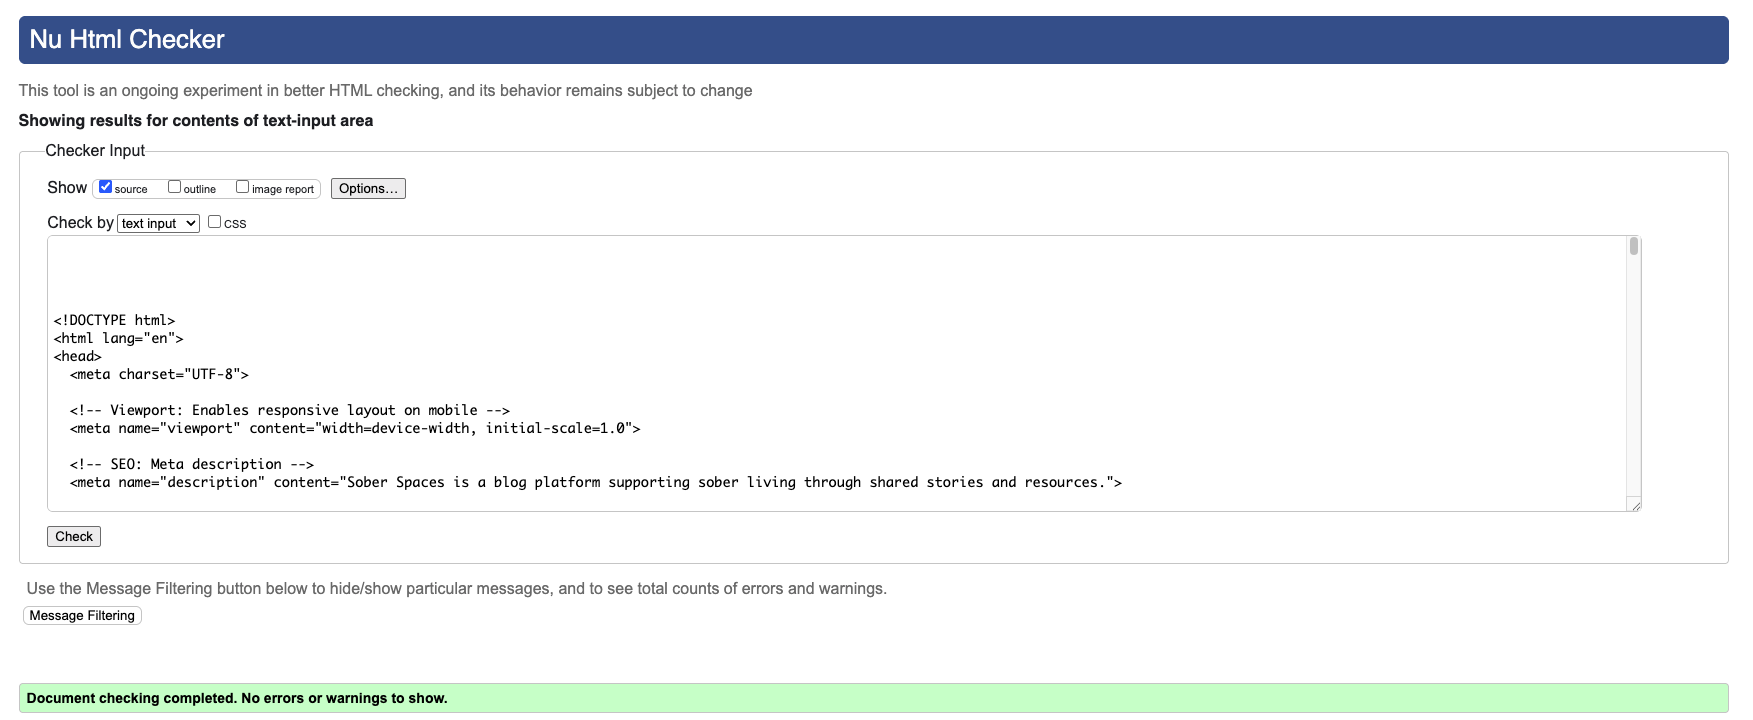 Nu Html Checker
This tool is an ongoing experiment in better HTML checking, and its behavior remains subject to change
Showing results for contents of text-input area
Checker Input
Show source outline image report Options...
Check by text input CSS
<!DOCTYPE html>
<html lang="en">
<head>
  <meta charset="UTF-8">
  <!-- Viewport: Enables responsive layout on mobile -->
  <meta name="viewport" content="width=device-width, initial-scale=1.0">
  <!-- SEO: Meta description -->
  <meta name="description" content="Sober Spaces is a blog platform supporting sober living through shared stories and resources.">
Check
Use the Message Filtering button below to hide/show particular messages, and to see total counts of errors and warnings.
Message Filtering
Document checking completed. No errors or warnings to show.